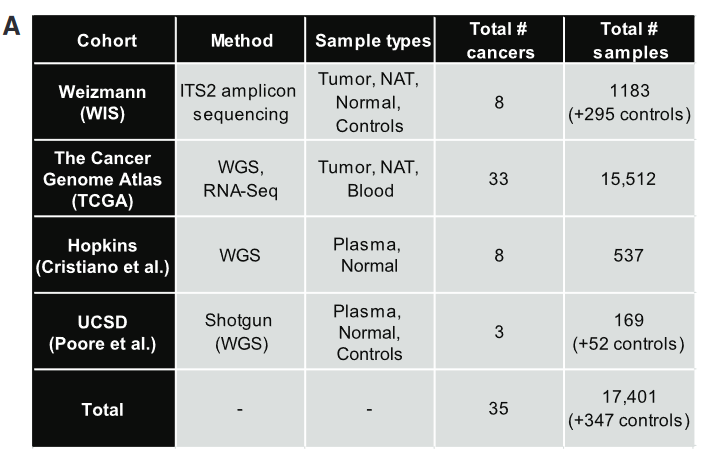 A
Cohort
Method
Sample types
Total #
cancers
Total #
samples
Weizmann
(WIS)
ITS2 amplicon
sequencing
Tumor, NAT,
Normal,
Controls
8
1183
(+295 controls)
The Cancer
Genome Atlas
(TCGA)
WGS,
RNA-Seq
Tumor, NAT,
Blood
33
15,512
Hopkins
(Cristiano et al.)
WGS
Plasma,
Normal
8
537
UCSD
(Poore et al.)
Shotgun
(WGS)
Plasma,
Normal,
Controls
3
169
(+52 controls)
Total
-
-
35
17,401
(+347 controls)